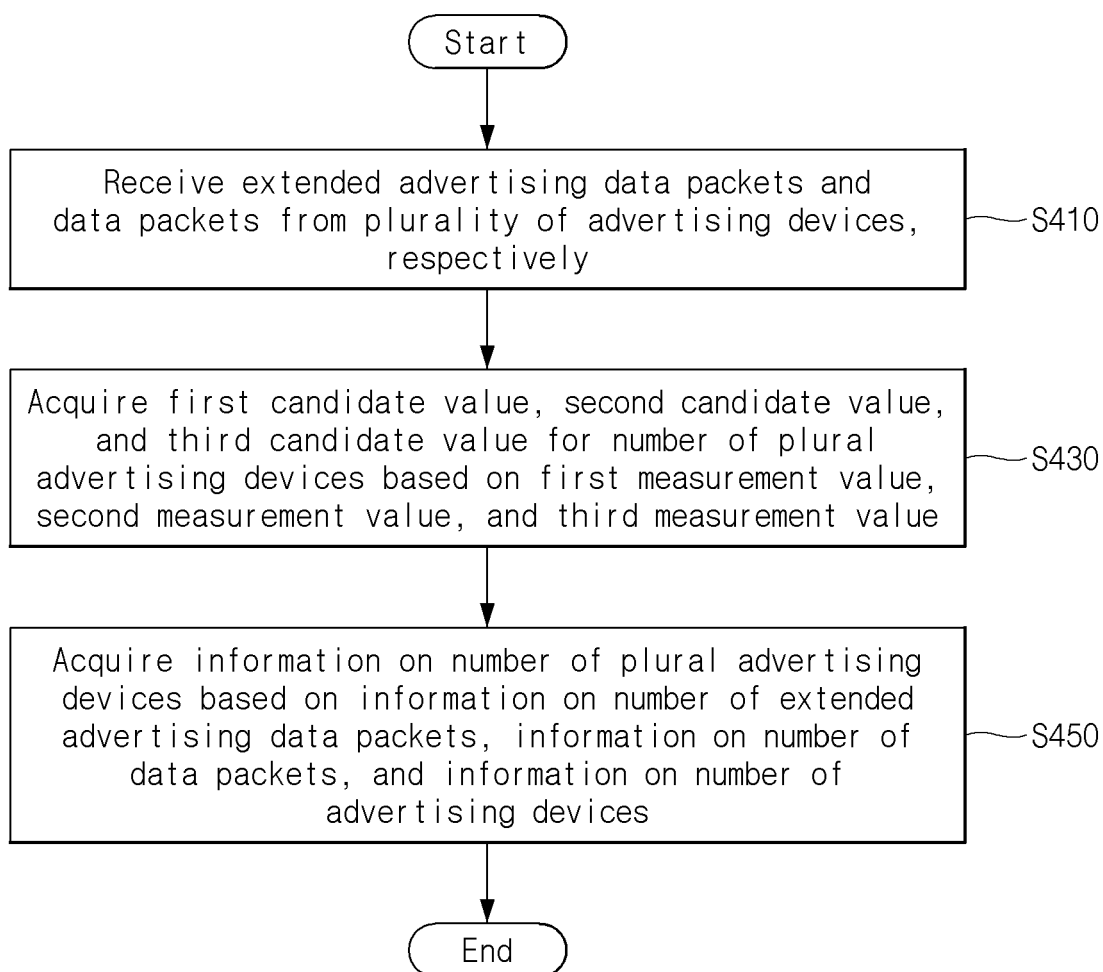 Start
Receive extended advertising data packets and
data packets from plurality of advertising devices,
respectively
S410
Acquire first candidate value, second candidate value,
and third candidate value for number of plural
advertising devices based on first measurement value,
second measurement value, and third measurement value
S430
Acquire information on number of plural advertising
devices based on information on number of extended
advertising data packets, information on number of
data packets, and information on number of
advertising devices
S450
End